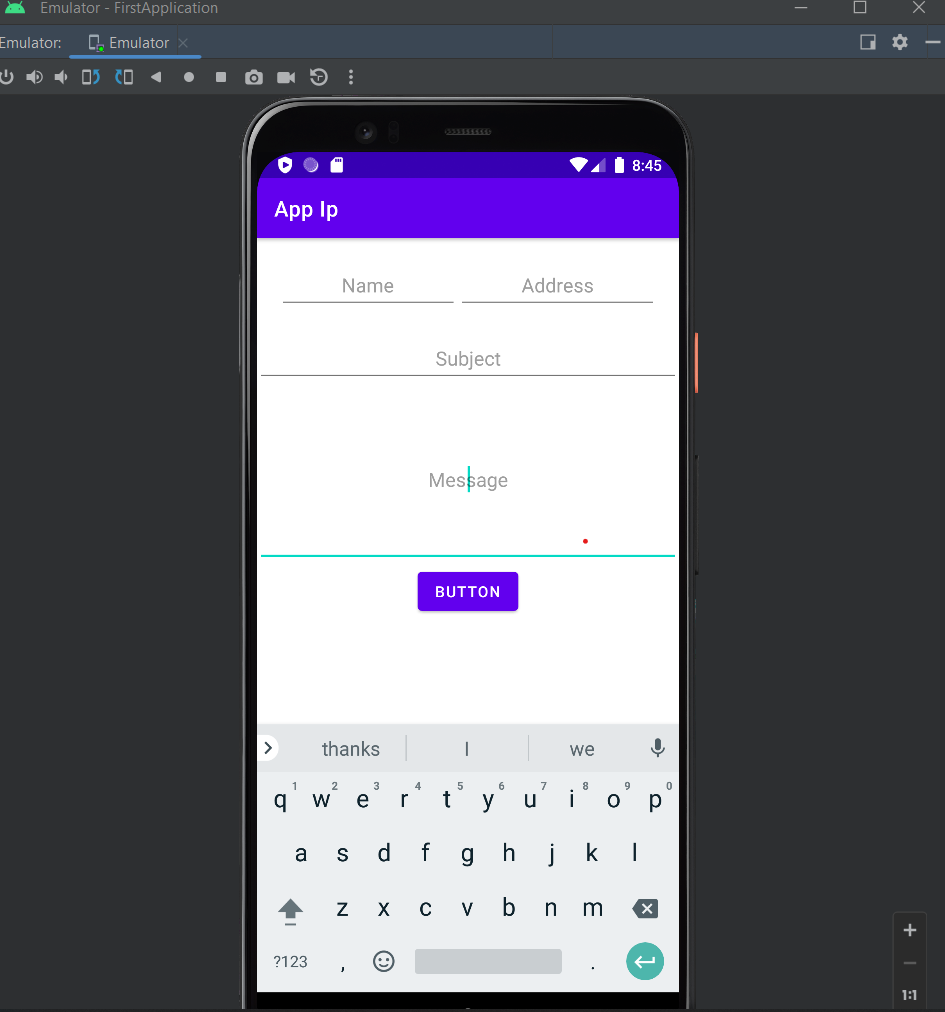 Emulator - FirstApplication
Emulator: Emulator
8:45
App Ip
Name Address
Subject
Message
BUTTON
thanks I we
1 2 3 4 5 6 7 8 9 0
q w e r t y u i o p
a s d f g h j k l
z x c v b n m
?123 , .
1:1